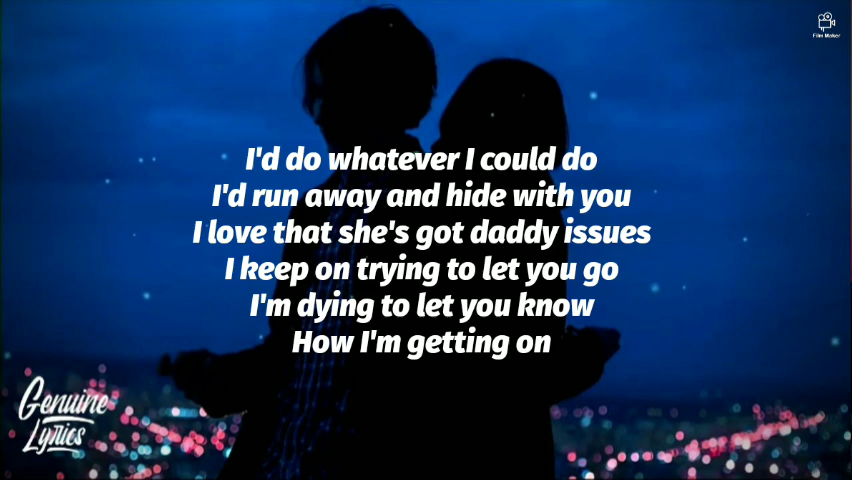 Film Maker
I'd do whatever I could do
I'd run away and hide with you
I love that she's got daddy issues
I keep on trying to let you go
I'm dying to let you know
How I'm getting on
Genuine
Lyrics